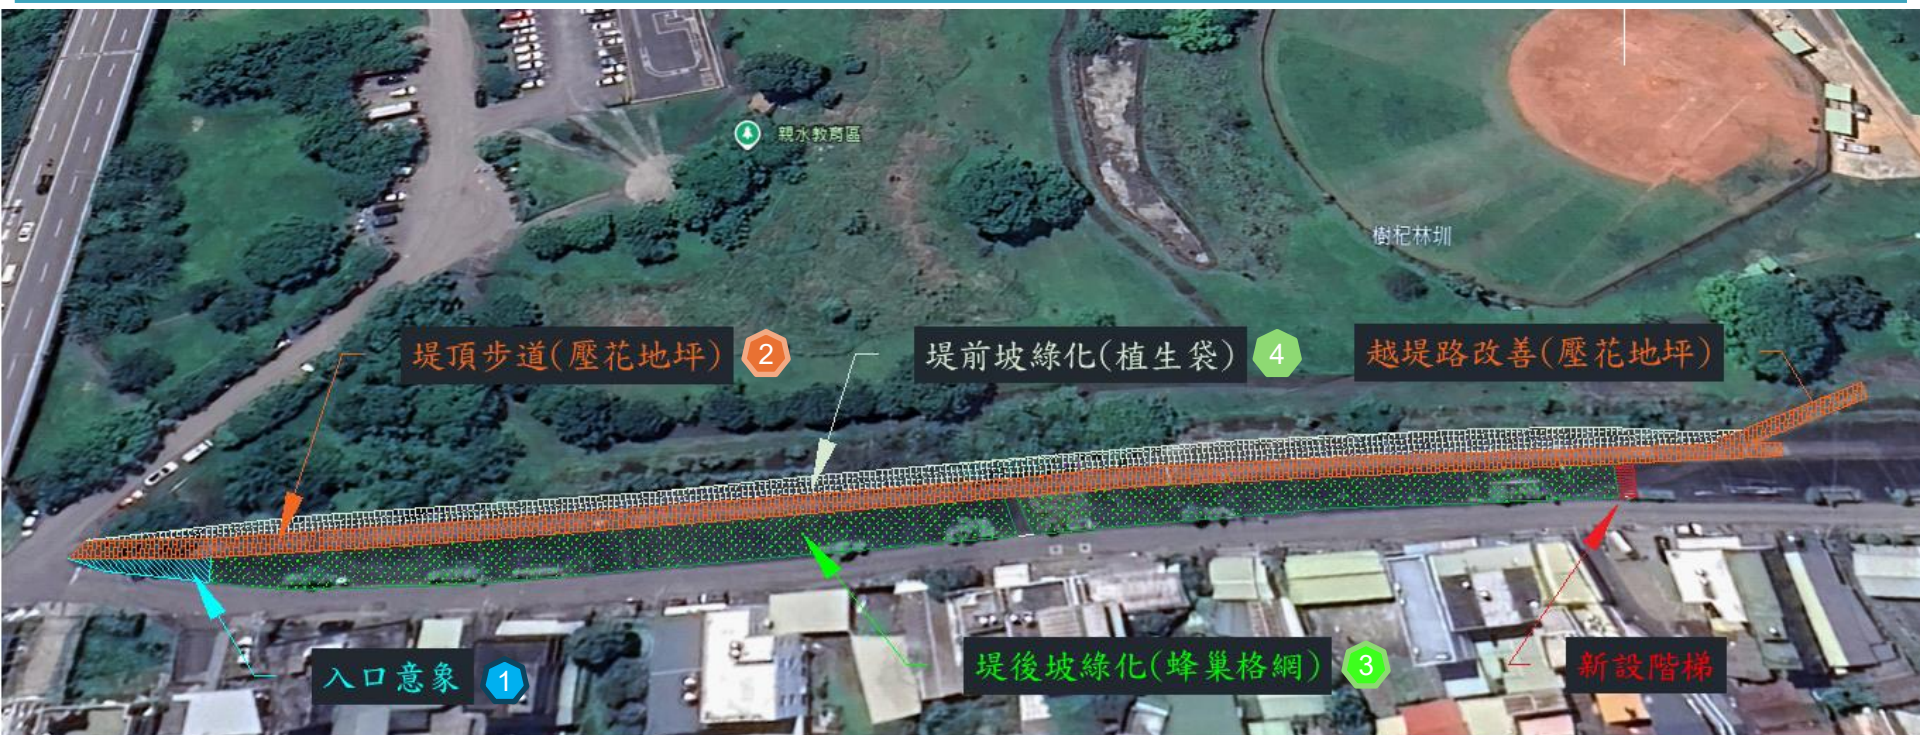 親水教育區
樹杞林圳
堤頂步道(壓花地坪) 2
堤前坡綠化(植生袋) 4
越堤路改善(壓花地坪)
入口意象 1
堤後坡綠化(蜂巢格網) 3
新設階梯